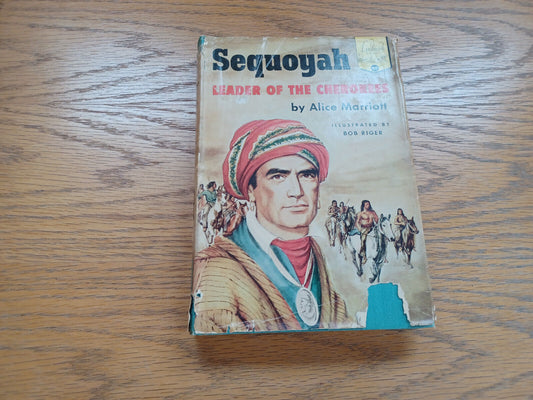 Sequoyah
LEADER OF THE CHEROKEES
by Alice Marriott
ILLUSTRATED BY
BOB RIGER